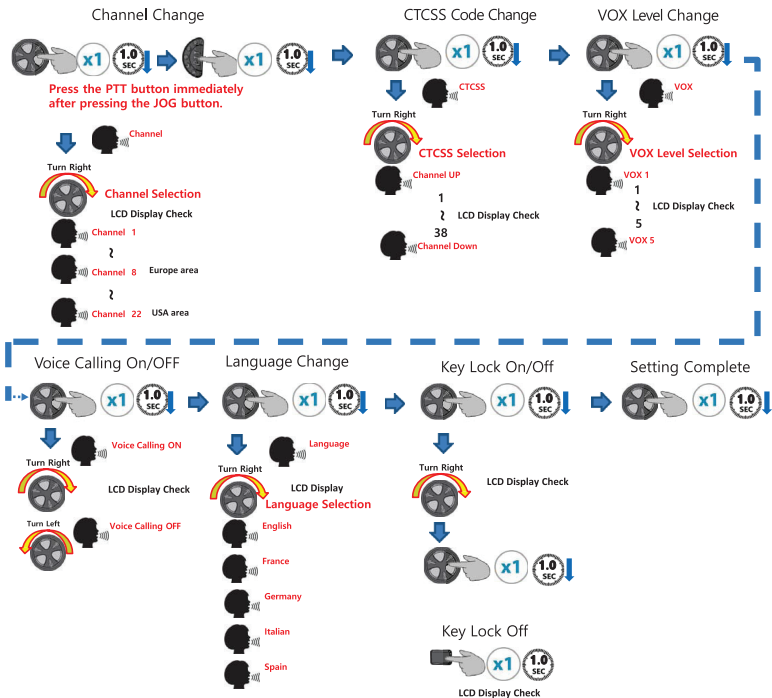 Channel Change
x1
1.0
SEC
x1
1.0
SEC
Press the PTT button immediately
after pressing the JOG button.
Channel
Turn Right
Channel Selection
LCD Display Check
Channel 1
~
Channel 8 Europe area
~
Channel 22 USA area
CTCSS Code Change
x1
1.0
SEC
CTCSS
Turn Right
CTCSS Selection
Channel UP
1
~ LCD Display Check
38
Channel Down
VOX Level Change
x1
1.0
SEC
VOX
Turn Right
VOX Level Selection
VOX 1
1
~ LCD Display Check
5
VOX 5
Voice Calling On/OFF
x1
1.0
SEC
Voice Calling ON
Turn Right
LCD Display Check
Turn Left
Voice Calling OFF
Language Change
x1
1.0
SEC
Language
Turn Right
LCD Display
Language Selection
English
France
Germany
Italian
Spain
Key Lock On/Off
x1
1.0
SEC
Turn Right
LCD Display Check
x1
1.0
SEC
Key Lock Off
x1
1.0
SEC
LCD Display Check
Setting Complete
x1
1.0
SEC